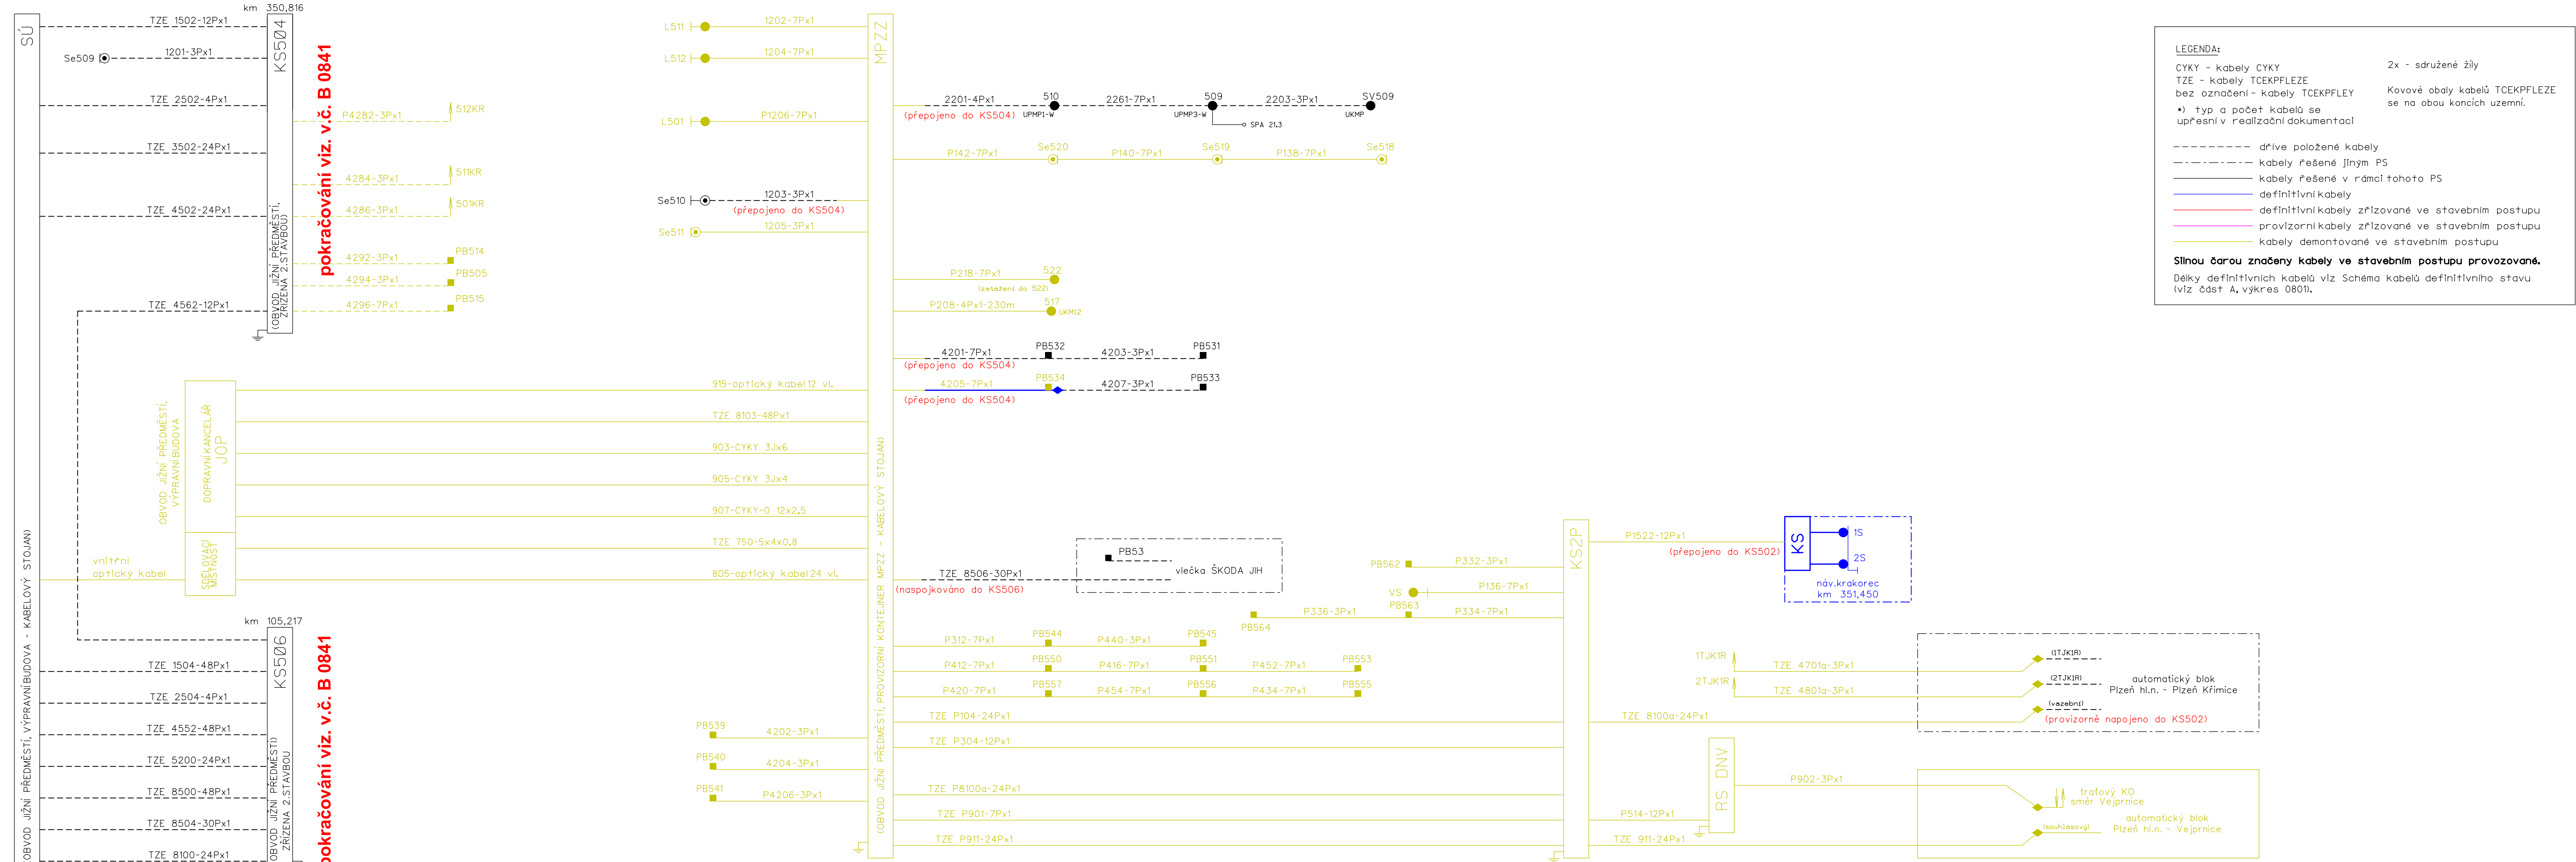 SÚ
(OBVOD JIŽNÍ PŘEDMĚSTÍ, VÝPRAVNÍ BUDOVA - KABELOVÝ STOJAN)
km 350,816
KS504
(OBVOD JIŽNÍ PŘEDMĚSTÍ,
ZŘÍZENA 2.STAVBOU)
TZE 1502-12Px1
Se509
1201-3Px1
TZE 2502-4Px1
TZE 3502-24Px1
TZE 4502-24Px1
TZE 4562-12Px1
pokračování viz. v.č. B 0841
P4282-3Px1
512KR
4284-3Px1
511KR
4286-3Px1
501KR
4292-3Px1
PB514
4294-3Px1
PB505
4296-7Px1
PB515
OBVOD JIŽNÍ PŘEDMĚSTÍ,
VÝPRAVNÍ BUDOVA
DOPRAVNÍ KANCELÁŘ
JOP
SDĚLOVACÍ
MÍSTNOST
vnitřní
optický kabel
915-optický kabel 12 vl.
TZE 8103-48Px1
903-CYKY 3Jx6
905-CYKY 3Jx4
907-CYKY-O 12x2,5
TZE 750-5x4x0,8
805-optický kabel 24 vl.
km 105,217
KS506
(OBVOD JIŽNÍ PŘEDMĚSTÍ)
ZŘÍZENA 2.STAVBOU
TZE 1504-48Px1
TZE 2504-4Px1
TZE 4552-48Px1
TZE 5200-24Px1
TZE 8500-48Px1
TZE 8504-30Px1
TZE 8100-24Px1
pokračování viz. v.č. B 0841
L511
1202-7Px1
L512
1204-7Px1
L501
P1206-7Px1
Se510
1203-3Px1
(přepojeno do KS504)
Se511
1205-3Px1
PB539
4202-3Px1
PB540
4204-3Px1
PB541
P4206-3Px1
MPZZ
(OBVOD JIŽNÍ PŘEDMĚSTÍ, PROVIZORNÍ KONTEJNER MPZZ - KABELOVÝ STOJAN)
2201-4Px1
(přepojeno do KS504)
510
UPMP1-W
2261-7Px1
509
UPMP3-W
SPA 21.3
2203-3Px1
SV509
UKMP
P142-7Px1
Se520
P140-7Px1
Se519
P138-7Px1
Se518
P218-7Px1
522
(zatažení do 522)
P208-4Px1-230m
517
UKM12
4201-7Px1
PB532
4203-3Px1
PB531
(přepojeno do KS504)
4205-7Px1
PB534
4207-3Px1
PB533
(přepojeno do KS504)
TZE 8506-30Px1
(naspojkováno do KS506)
PB53
vlečka ŠKODA JIH
P312-7Px1
PB544
P440-3Px1
PB545
P412-7Px1
PB550
P416-7Px1
PB551
P452-7Px1
PB553
P420-7Px1
PB557
P454-7Px1
PB556
P434-7Px1
PB555
TZE P104-24Px1
TZE P304-12Px1
TZE P8100a-24Px1
TZE P901-7Px1
TZE P911-24Px1
PB562
P332-3Px1
VS
P136-7Px1
PB564
P336-3Px1
PB563
P334-7Px1
KS2P
P1522-12Px1
(přepojeno do KS502)
KS
1S
2S
náv.krakorec
km 351,450
1TJK1R
TZE 4701a-3Px1
2TJK1R
TZE 4801a-3Px1
TZE 8100a-24Px1
(1TJK1R)
(2TJK1R)
(vazební)
automatický blok
Plzeň hl.n. - Plzeň Křimice
(provizorně napojeno do KS502)
RS DNV
P902-3Px1
P514-12Px1
TZE 911-24Px1
traťový KO
směr Vejprnice
(souhlasový)
automatický blok
Plzeň hl.n. - Vejprnice
LEGENDA:
CYKY - kabely CYKY
TZE - kabely TCEKPFLEZE
bez označení - kabely TCEKPFLEY
*) typ a počet kabelů se
upřesní v realizační dokumentaci
2x - sdružené žíly
Kovové obaly kabelů TCEKPFLEZE
se na obou koncích uzemní.
dříve položené kabely
kabely řešené jiným PS
kabely řešené v rámci tohoto PS
definitivní kabely
definitivní kabely zřizované ve stavebním postupu
provizorní kabely zřizované ve stavebním postupu
kabely demontované ve stavebním postupu
Silnou čarou značeny kabely ve stavebním postupu provozované.
Délky definitivních kabelů viz Schéma kabelů definitivního stavu
(viz část A, výkres 0801).